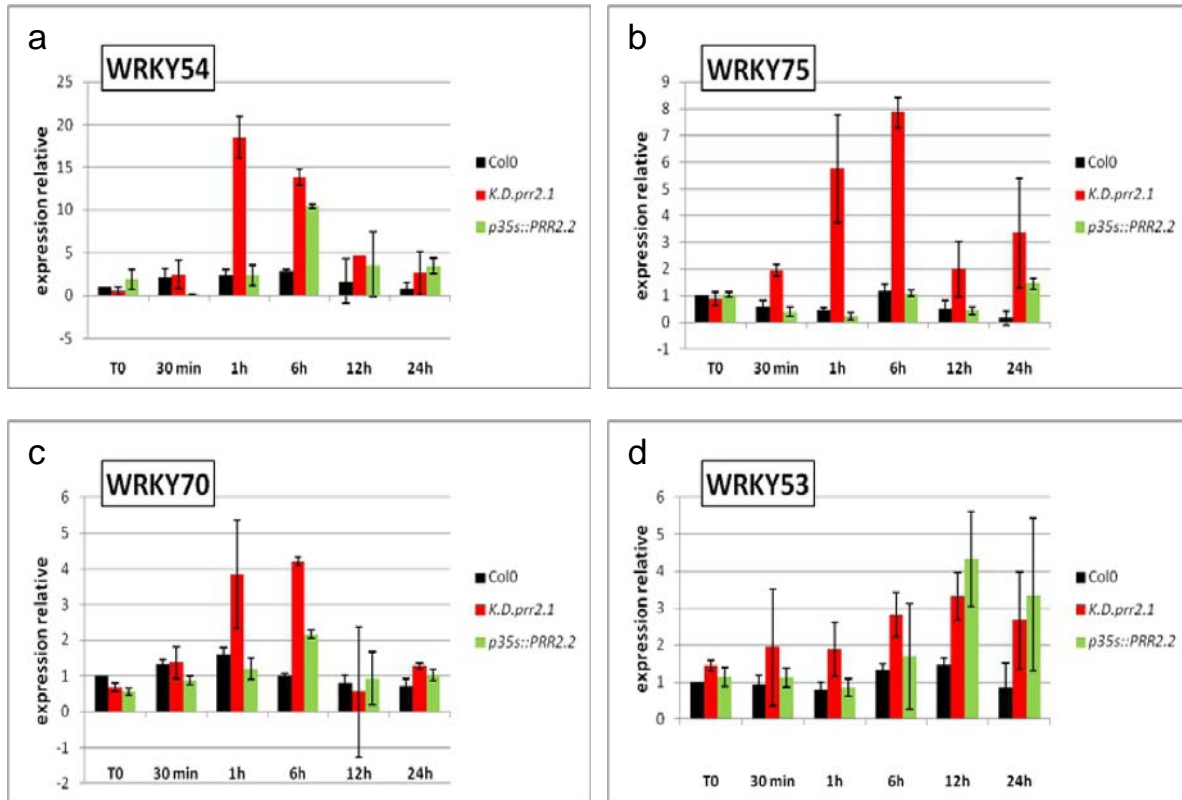 a
WRKY54
expression relative
25
20
15
10
5
0
-5
T0 30 min 1h 6h 12h 24h
Col0
K.D.prr2.1
p35s::PRR2.2
b
WRKY75
expression relative
9
8
7
6
5
4
3
2
1
0
-1
T0 30 min 1h 6h 12h 24h
Col0
K.D.prr2.1
p35s::PRR2.2
c
WRKY70
expression relative
6
5
4
3
2
1
0
-1
-2
T0 30 min 1h 6h 12h 24h
Col0
K.D.prr2.1
p35s::PRR2.2
d
WRKY53
expression relative
6
5
4
3
2
1
0
T0 30 min 1h 6h 12h 24h
Col0
K.D.prr2.1
p35s::PRR2.2